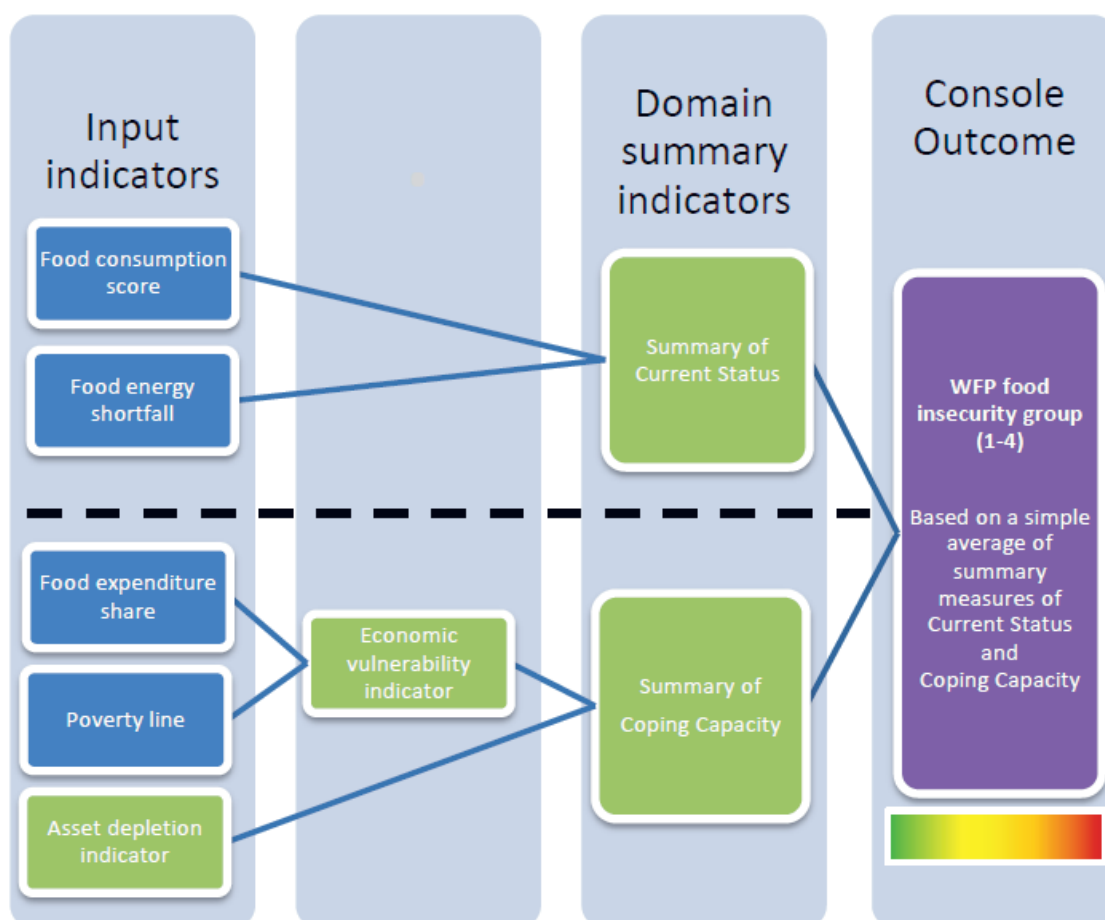 Input
indicators
Food consumption
score
Food energy
shortfall
Food expenditure
share
Poverty line
Asset depletion
indicator
Economic
vulnerability
indicator
Domain
summary
indicators
Summary of
Current Status
Summary of
Coping Capacity
Console
Outcome
WFP food
insecurity group
(1-4)
Based on a simple
average of
summary
measures of
Current Status
and
Coping Capacity